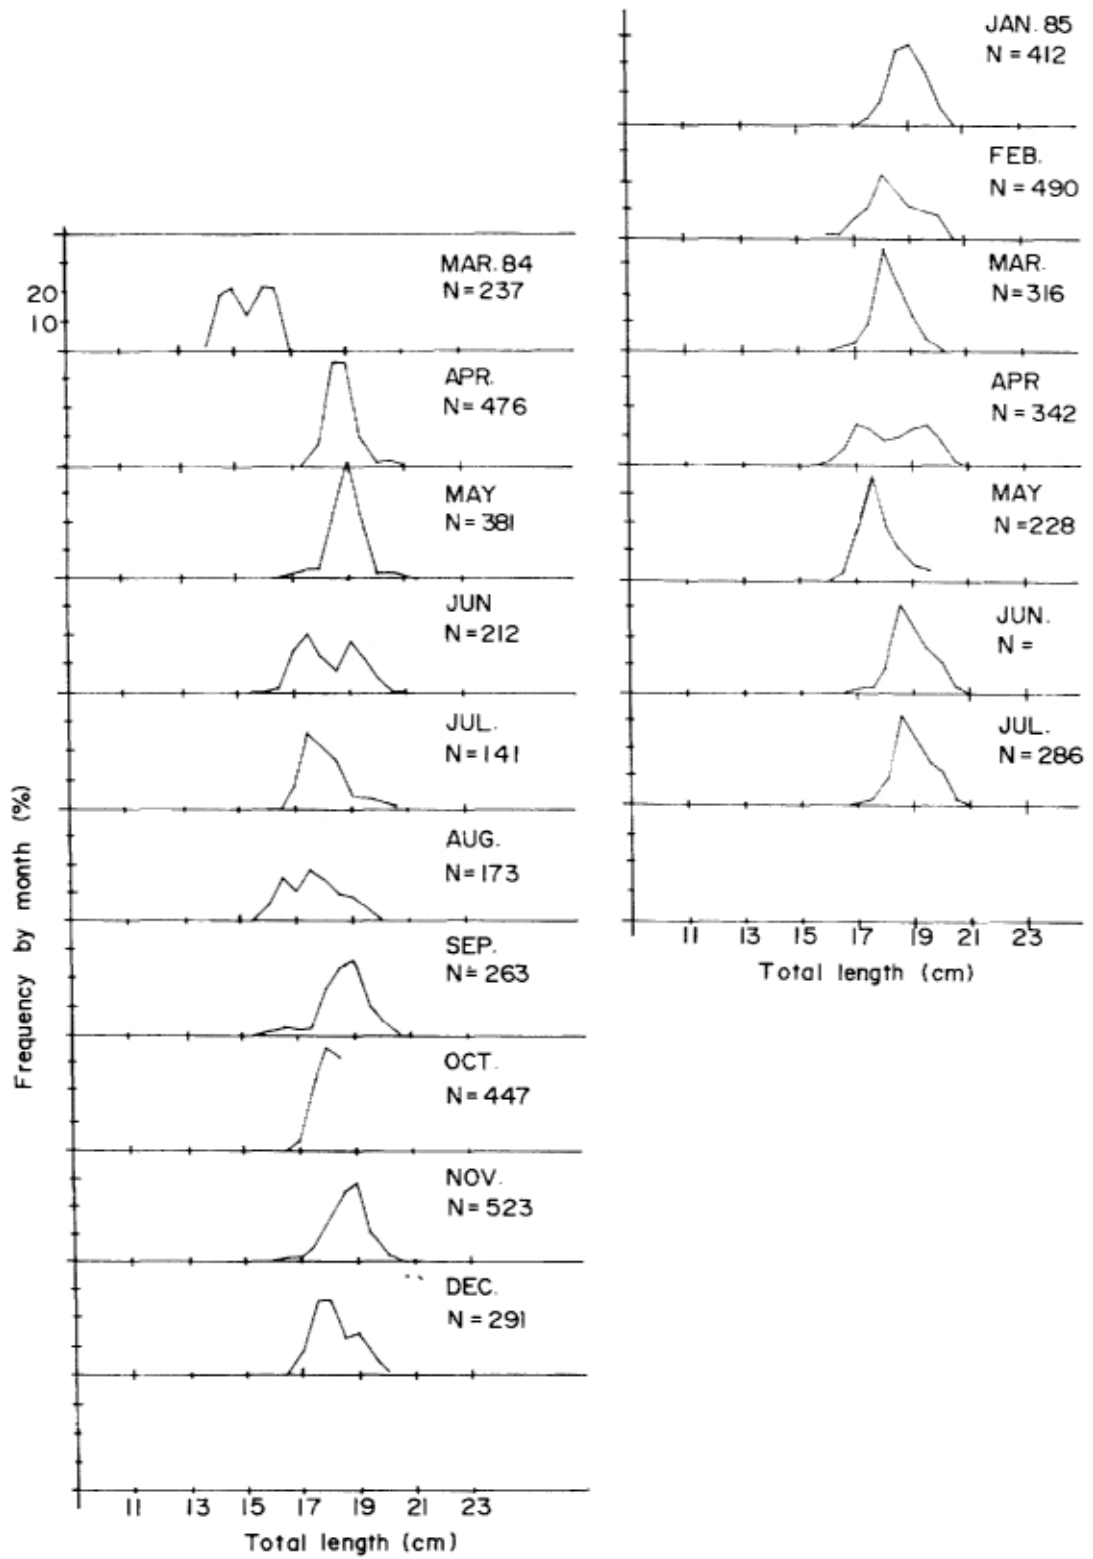 Frequency by month (%)
20
10
MAR. 84
N=237
APR.
N=476
MAY
N=381
JUN
N=212
JUL.
N=141
AUG.
N=173
SEP.
N=263
OCT.
N=447
NOV.
N=523
DEC.
N=291
11 13 15 17 19 21 23
Total length (cm)
JAN. 85
N=412
FEB.
N=490
MAR.
N=316
APR
N=342
MAY
N=228
JUN.
N=
JUL.
N=286
11 13 15 17 19 21 23
Total length (cm)